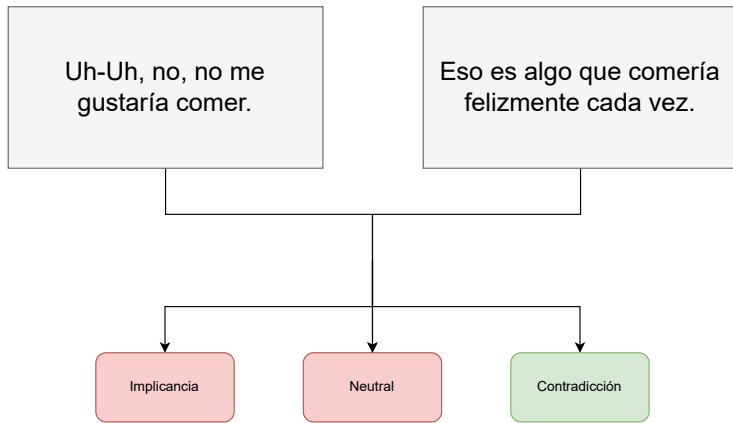 Uh-Uh, no, no me
gustaría comer.
Eso es algo que comería
felizmente cada vez.
Implicancia
Neutral
Contradicción